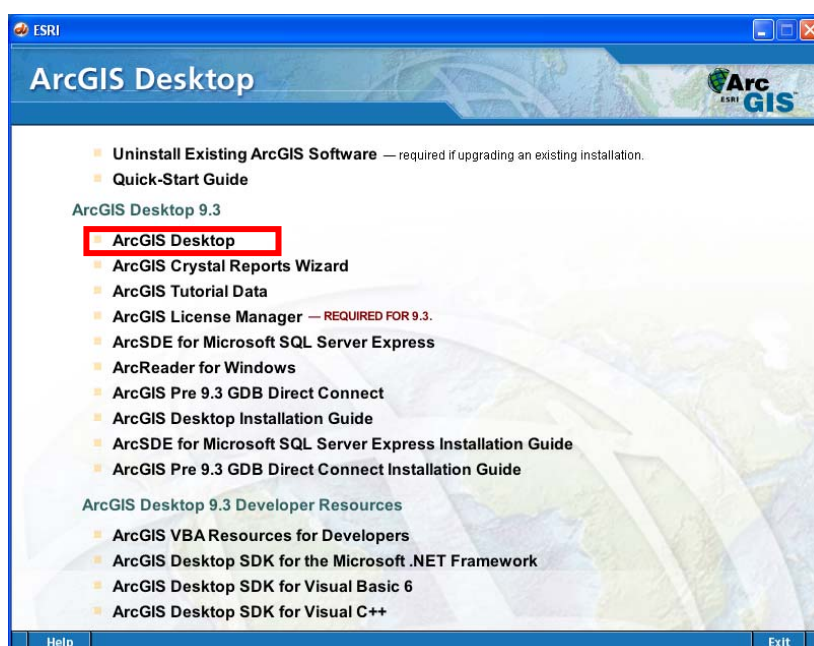 ESRI
ArcGIS Desktop
Arc
ESRI GIS
Uninstall Existing ArcGIS Software — required if upgrading an existing installation.
Quick-Start Guide
ArcGIS Desktop 9.3
ArcGIS Desktop
ArcGIS Crystal Reports Wizard
ArcGIS Tutorial Data
ArcGIS License Manager — REQUIRED FOR 9.3.
ArcSDE for Microsoft SQL Server Express
ArcReader for Windows
ArcGIS Pre 9.3 GDB Direct Connect
ArcGIS Desktop Installation Guide
ArcSDE for Microsoft SQL Server Express Installation Guide
ArcGIS Pre 9.3 GDB Direct Connect Installation Guide
ArcGIS Desktop 9.3 Developer Resources
ArcGIS VBA Resources for Developers
ArcGIS Desktop SDK for the Microsoft .NET Framework
ArcGIS Desktop SDK for Visual Basic 6
ArcGIS Desktop SDK for Visual C++
Help Exit